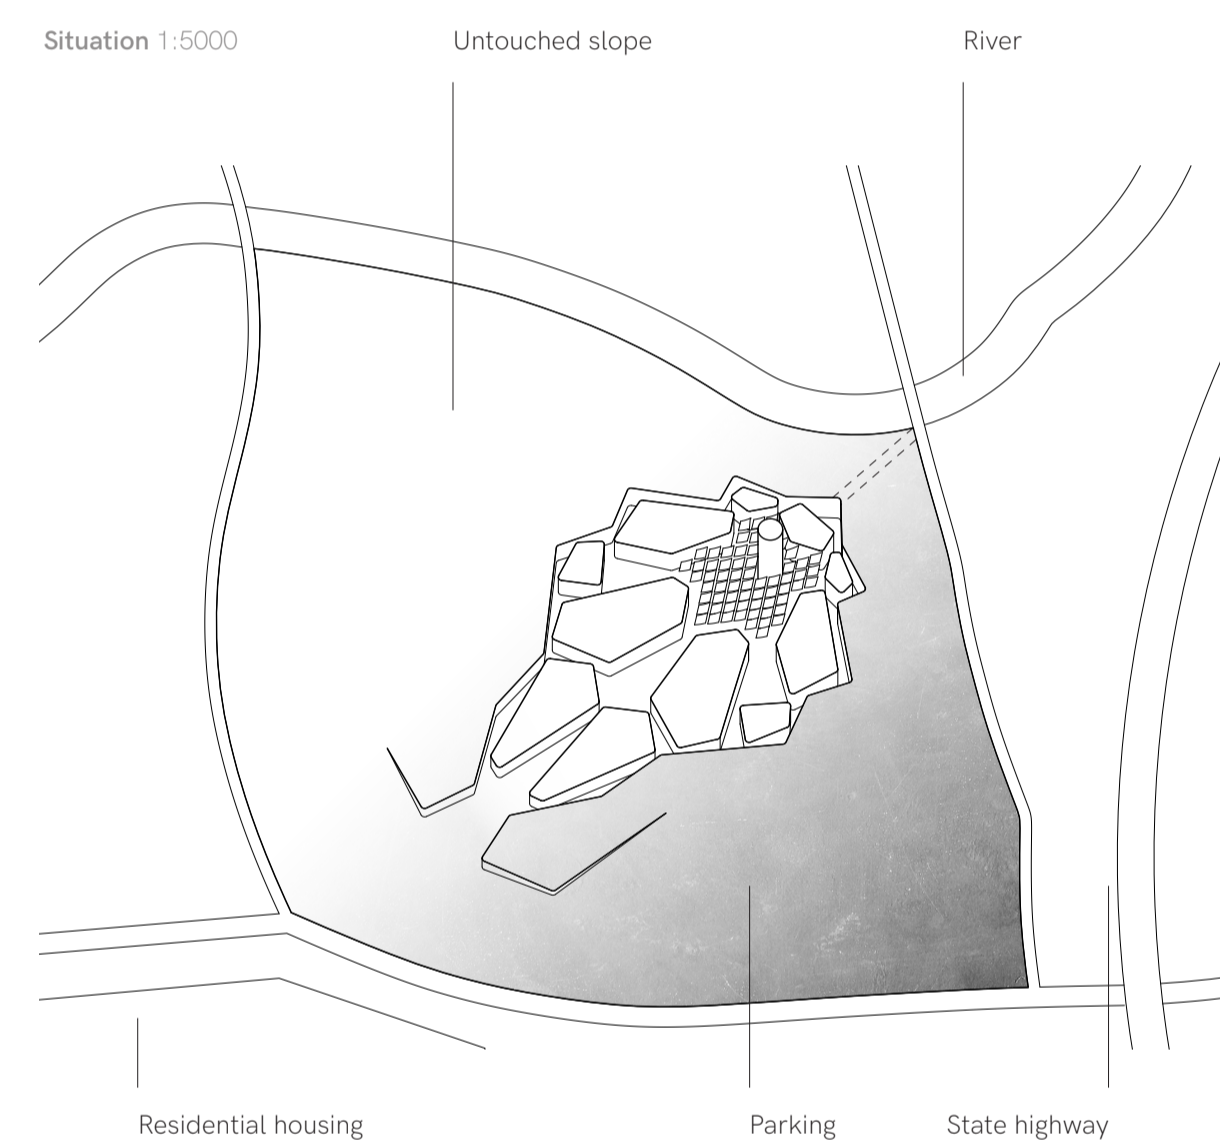 Situation 1:5000
Untouched slope
River
Residential housing
Parking
State highway